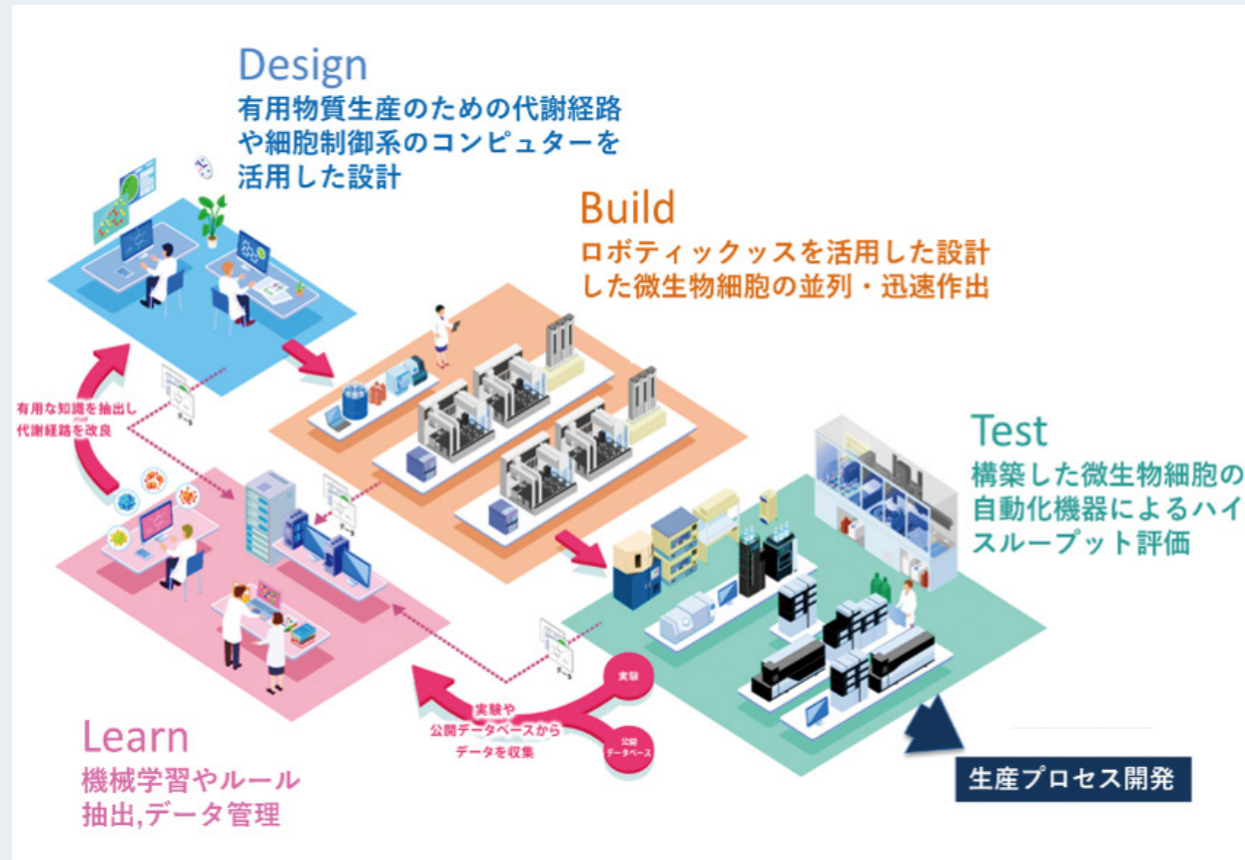 Design
有用物質生産のための代謝経路
や細胞制御系のコンピュターを
活用した設計
Build
ロボティックッスを活用した設計
した微生物細胞の並列・迅速作出
有用な知識を抽出し
代謝経路を改良
Test
構築した微生物細胞の
自動化機器によるハイ
スループット評価
実験
実験や
公開データベースから
データを収集
公開
データベース
Learn
機械学習やルール
抽出,データ管理
生産プロセス開発